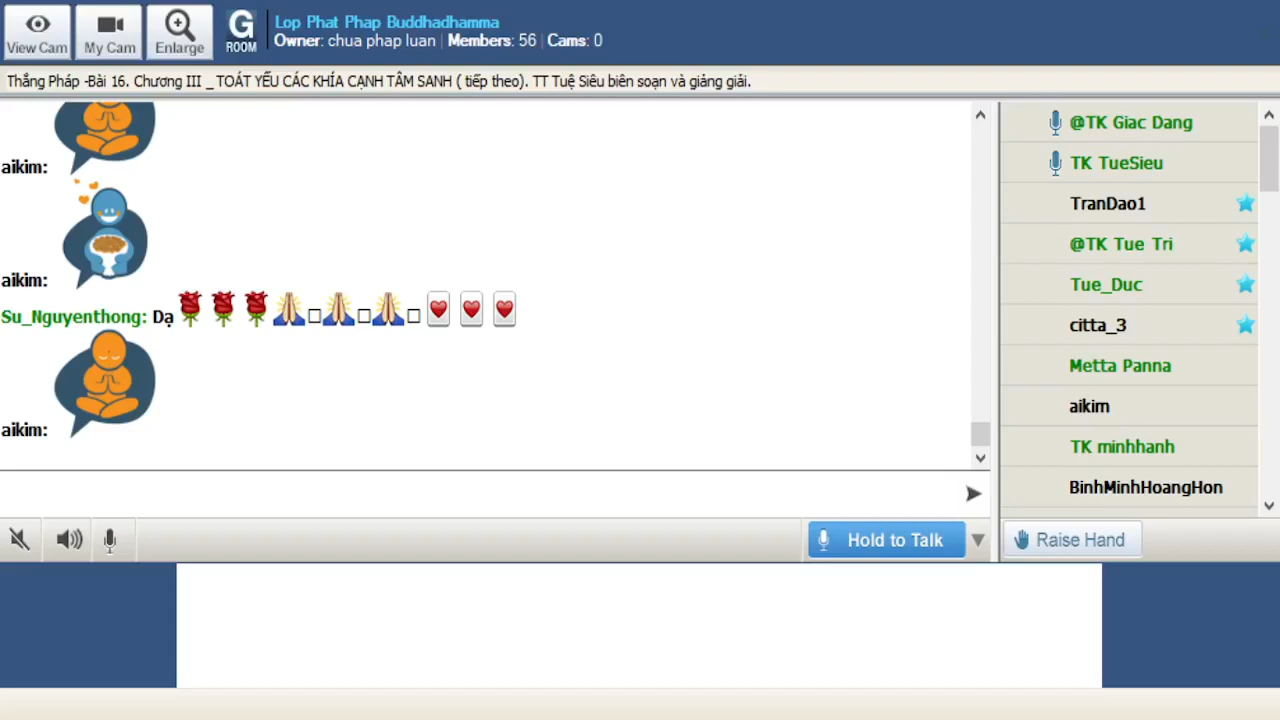 View Cam
My Cam
Enlarge
G
ROOM
Lop Phat Phap Buddhadhamma
Owner: chua phap luan | Members: 56 | Cams: 0
Thắng Pháp -Bài 16. Chương III _ TOÁT YẾU CÁC KHÍA CẠNH TÂM SANH ( tiếp theo). TT Tuệ Siêu biên soạn và giảng giải.
aikim:
aikim:
Su_Nguyenthong: Dạ
aikim:
@TK Giac Dang
TK TueSieu
TranDao1
@TK Tue Tri
Tue_Duc
citta_3
Metta Panna
aikim
TK minhhanh
BinhMinhHoangHon
Hold to Talk
Raise Hand